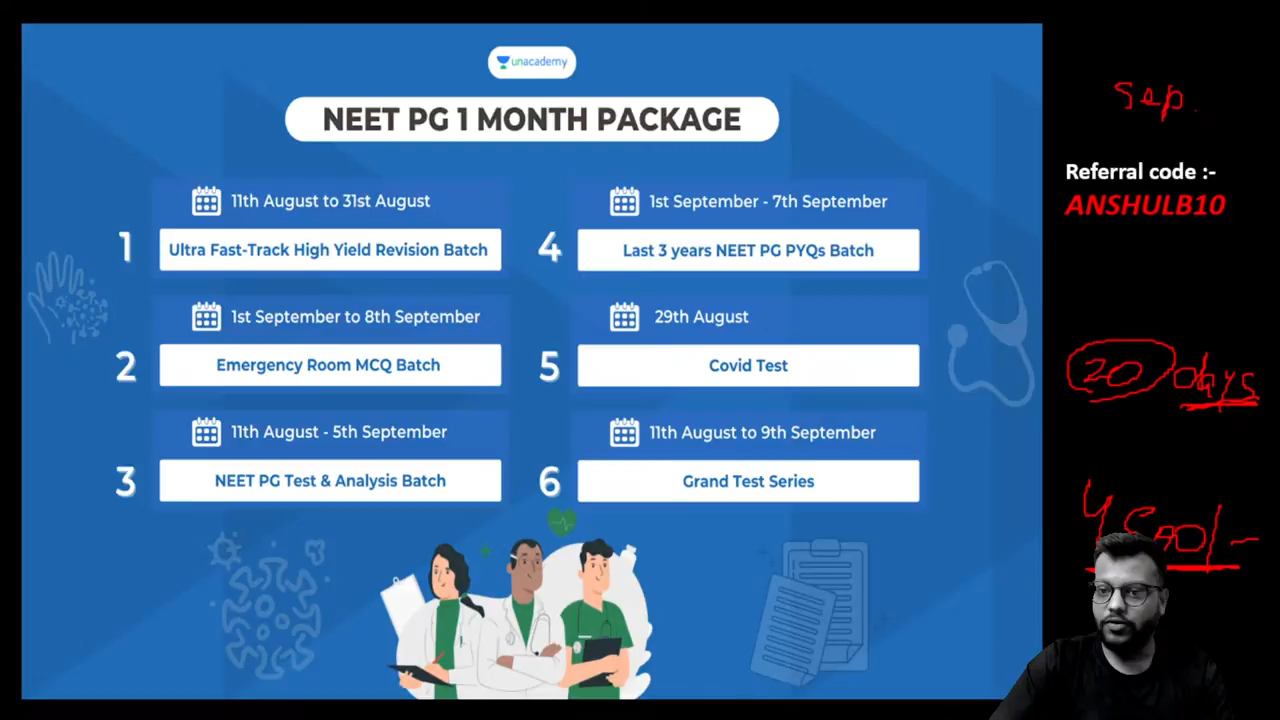 unacademy
NEET PG 1 MONTH PACKAGE
1
11th August to 31st August
Ultra Fast-Track High Yield Revision Batch
2
1st September to 8th September
Emergency Room MCQ Batch
3
11th August - 5th September
NEET PG Test & Analysis Batch
4
1st September - 7th September
Last 3 years NEET PG PYQs Batch
5
29th August
Covid Test
6
11th August to 9th September
Grand Test Series
Sep.
Referral code :-
ANSHULB10
20 days